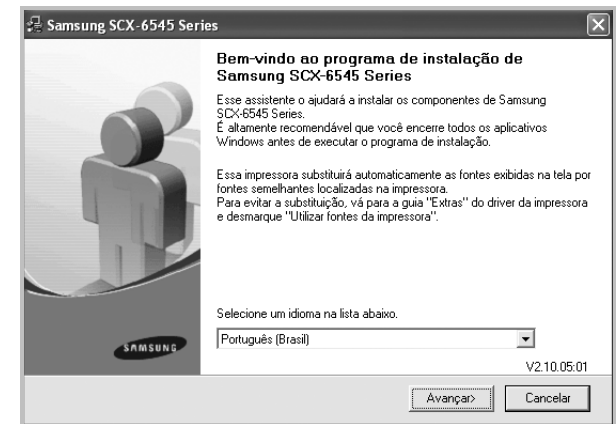 Samsung SCX-6545 Series
Bem-vindo ao programa de instalação de
Samsung SCX-6545 Series
Esse assistente o ajudará a instalar os componentes de Samsung
SCX-6545 Series.
É altamente recomendável que você encerre todos os aplicativos
Windows antes de executar o programa de instalação.
Essa impressora substituirá automaticamente as fontes exibidas na tela por
fontes semelhantes localizadas na impressora.
Para evitar a substituição, vá para a guia "Extras" do driver da impressora
e desmarque "Utilizar fontes da impressora".
Selecione um idioma na lista abaixo.
Português (Brasil)
SAMSUNG
V2.10.05:01
Avançar>
Cancelar